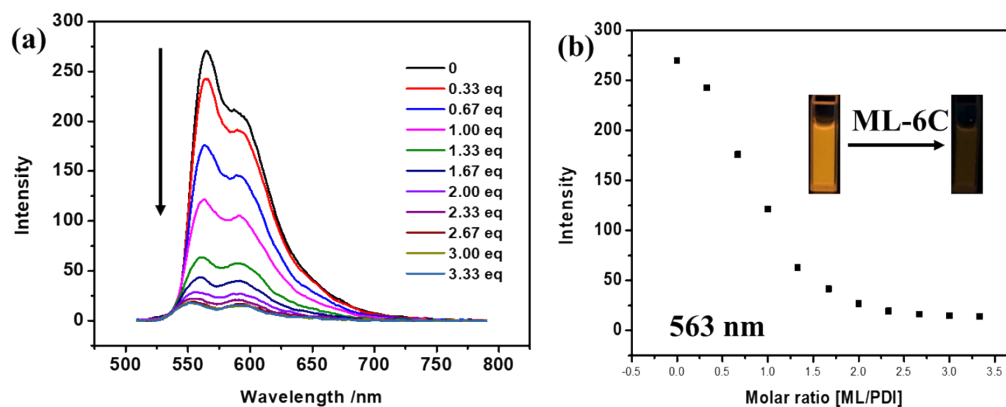 (a)
300
250
200
150
100
50
0
Intensity
500
550
600
650
700
750
800
Wavelength /nm
0
0.33 eq
0.67 eq
1.00 eq
1.33 eq
1.67 eq
2.00 eq
2.33 eq
2.67 eq
3.00 eq
3.33 eq
(b)
300
250
200
150
100
50
0
Intensity
ML-6C
563 nm
-0.5
0.0
0.5
1.0
1.5
2.0
2.5
3.0
3.5
Molar ratio [ML/PDI]